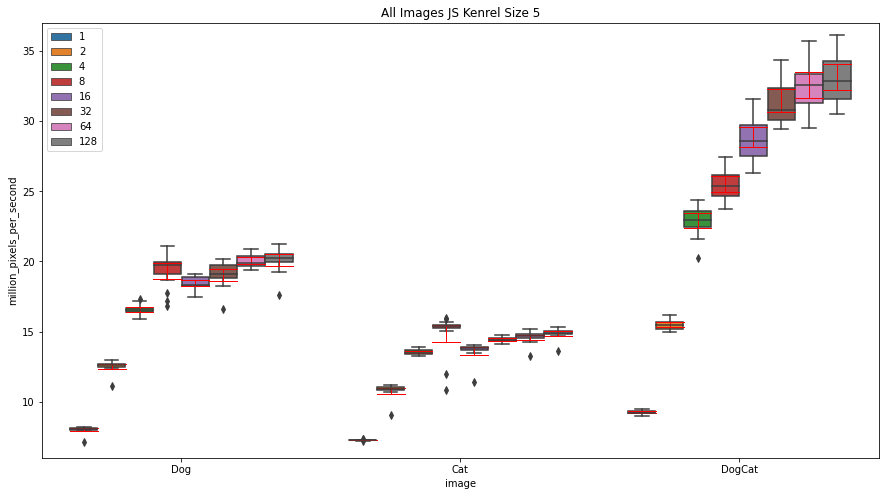 All Images JS Kenrel Size 5
1
2
4
8
16
32
64
128
35
30
25
20
15
10
million_pixels_per_second
Dog
Cat
DogCat
image